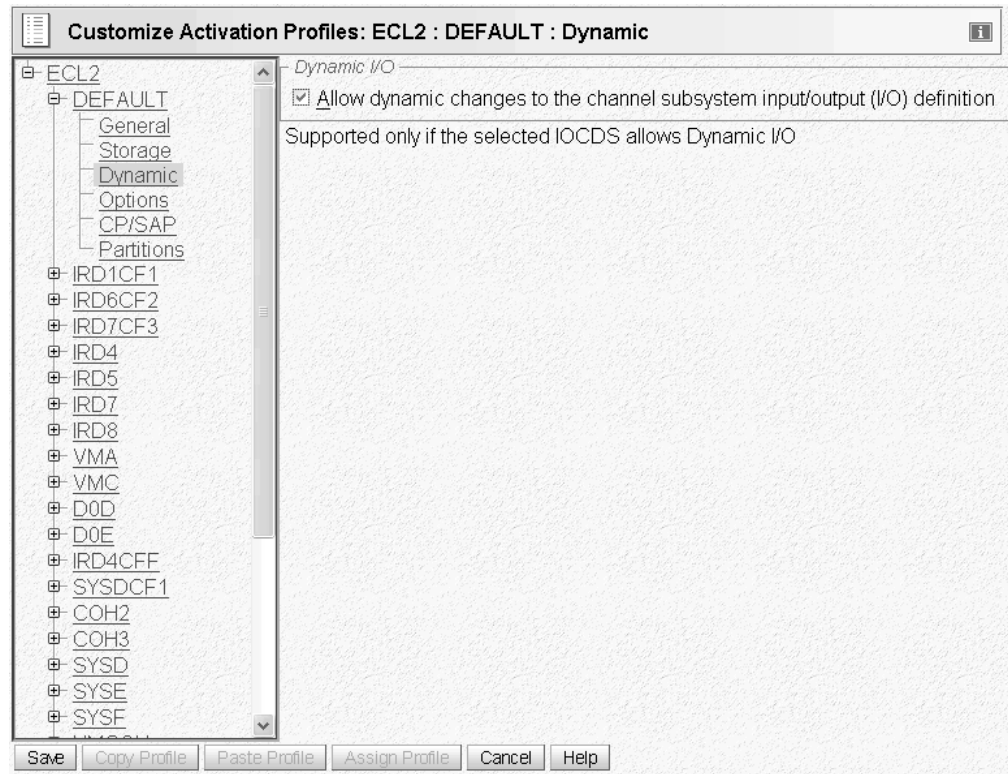 Customize Activation Profiles: ECL2 : DEFAULT : Dynamic
i
ECL2
DEFAULT
General
Storage
Dynamic
Options
CP/SAP
Partitions
IRD1CF1
IRD6CF2
IRD7CF3
IRD4
IRD5
IRD7
IRD8
VMA
VMC
D0D
D0E
IRD4CFF
SYSDCF1
COH2
COH3
SYSD
SYSE
SYSF
Dynamic I/O
Allow dynamic changes to the channel subsystem input/output (I/O) definition
Supported only if the selected IOCDS allows Dynamic I/O
Save Copy Profile Paste Profile Assign Profile Cancel Help